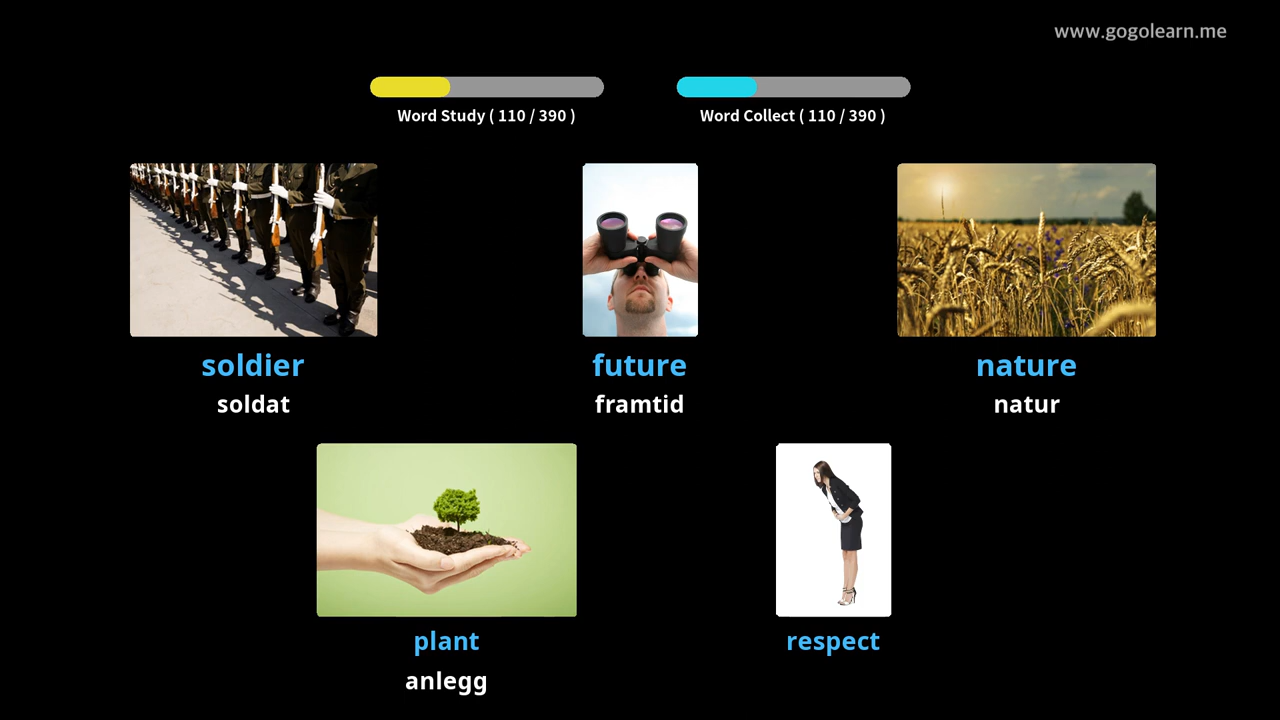 www.gogolearn.me
Word Study ( 110 / 390 )
Word Collect ( 110 / 390 )
soldier
soldat
future
framtid
nature
natur
plant
anlegg
respect